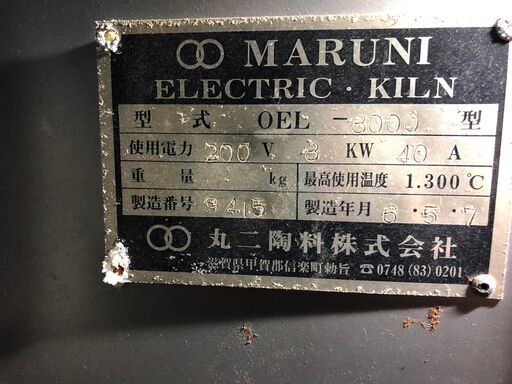 MARUNI
ELECTRIC・KILN
型式 OEL-8000 型
使用電力 200 V 8 KW 40 A
重量 kg 最高使用温度 1.300℃
製造番号 9415 製造年月 6・5・7
丸二陶料株式会社
滋賀県甲賀郡信楽町勅旨 ☎0748(83)0201